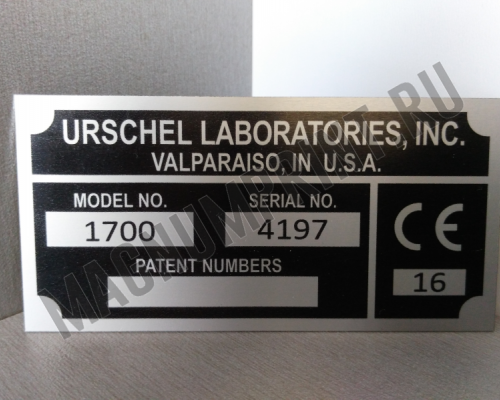 URSCHEL LABORATORIES, INC.
VALPARAISO, IN U.S.A.
MODEL NO.
SERIAL NO.
1700
4197
PATENT NUMBERS
CE
16
MAGNUMPRINT.RU